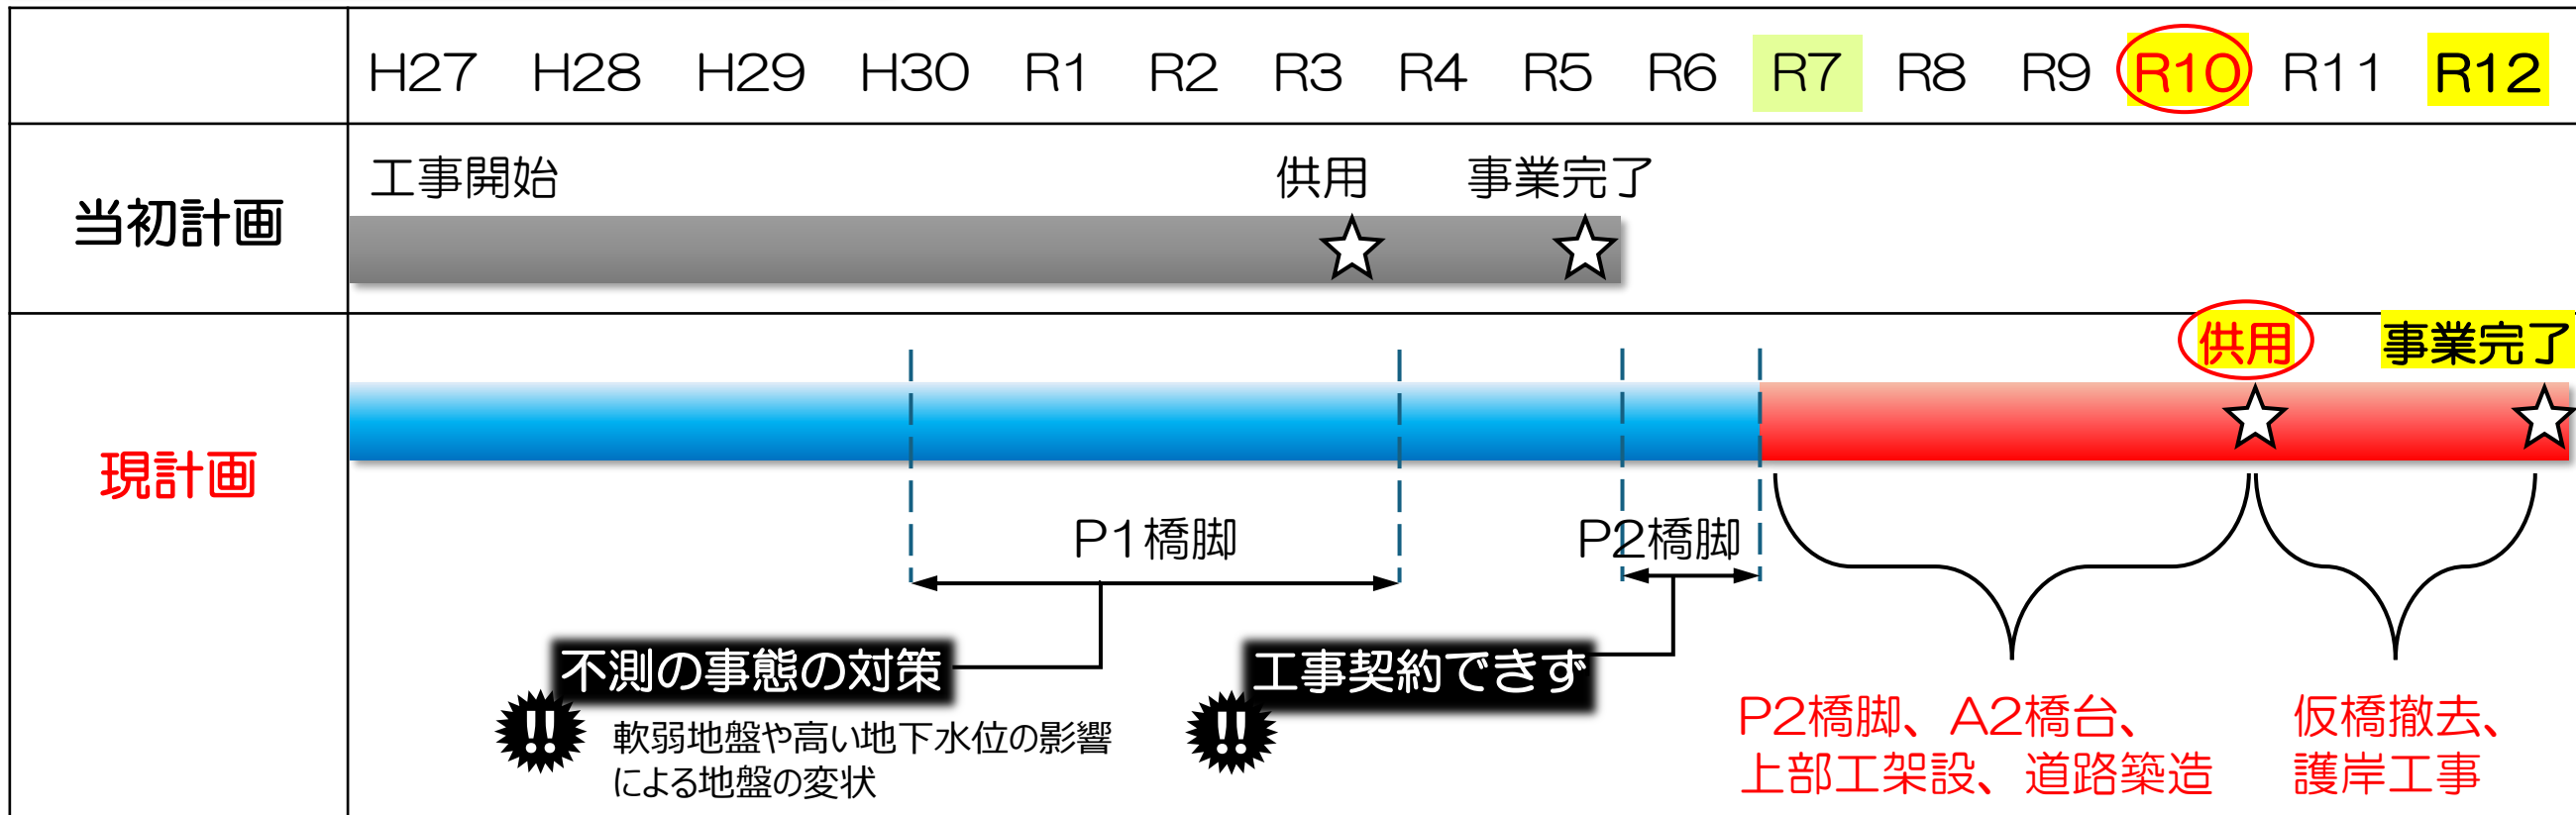 H27 H28 H29 H30 R1 R2 R3 R4 R5 R6 R7 R8 R9 R10 R11 R12
当初計画
工事開始
供用
事業完了
現計画
供用
事業完了
P1橋脚
P2橋脚
不測の事態の対策
!!
軟弱地盤や高い地下水位の影響
による地盤の変状
工事契約できず
!!
P2橋脚、A2橋台、
上部工架設、道路築造
仮橋撤去、
護岸工事